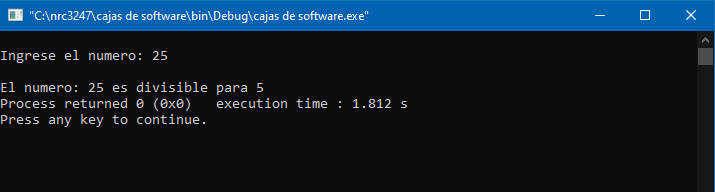 "C:\nrc3247\cajas de software\bin\Debug\cajas de software.exe"
Ingrese el numero: 25
El numero: 25 es divisible para 5
Process returned 0 (0x0)   execution time : 1.812 s
Press any key to continue.